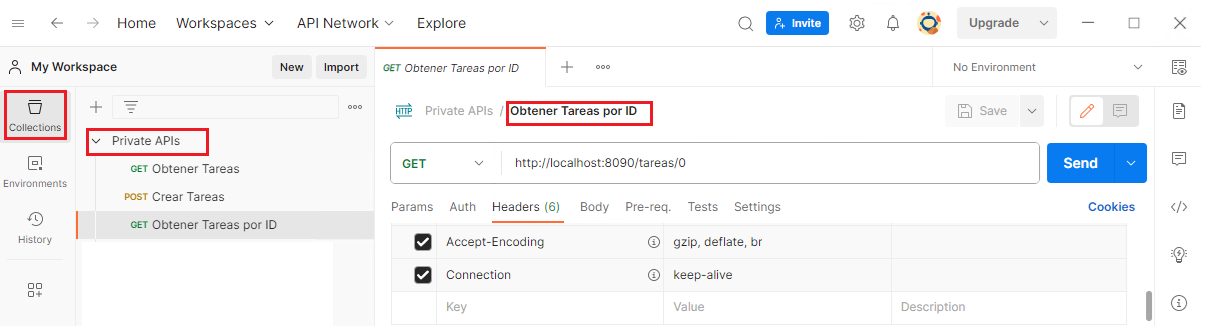 Home Workspaces API Network Explore Invite Upgrade
My Workspace New Import GET Obtener Tareas por ID No Environment
Collections
Environments
History
Private APIs
GET Obtener Tareas
POST Crear Tareas
GET Obtener Tareas por ID
HTTP Private APIs / Obtener Tareas por ID Save
GET http://localhost:8090/tareas/0 Send
Params Auth Headers (6) Body Pre-req. Tests Settings Cookies
Accept-Encoding gzip, deflate, br
Connection keep-alive
Key Value Description